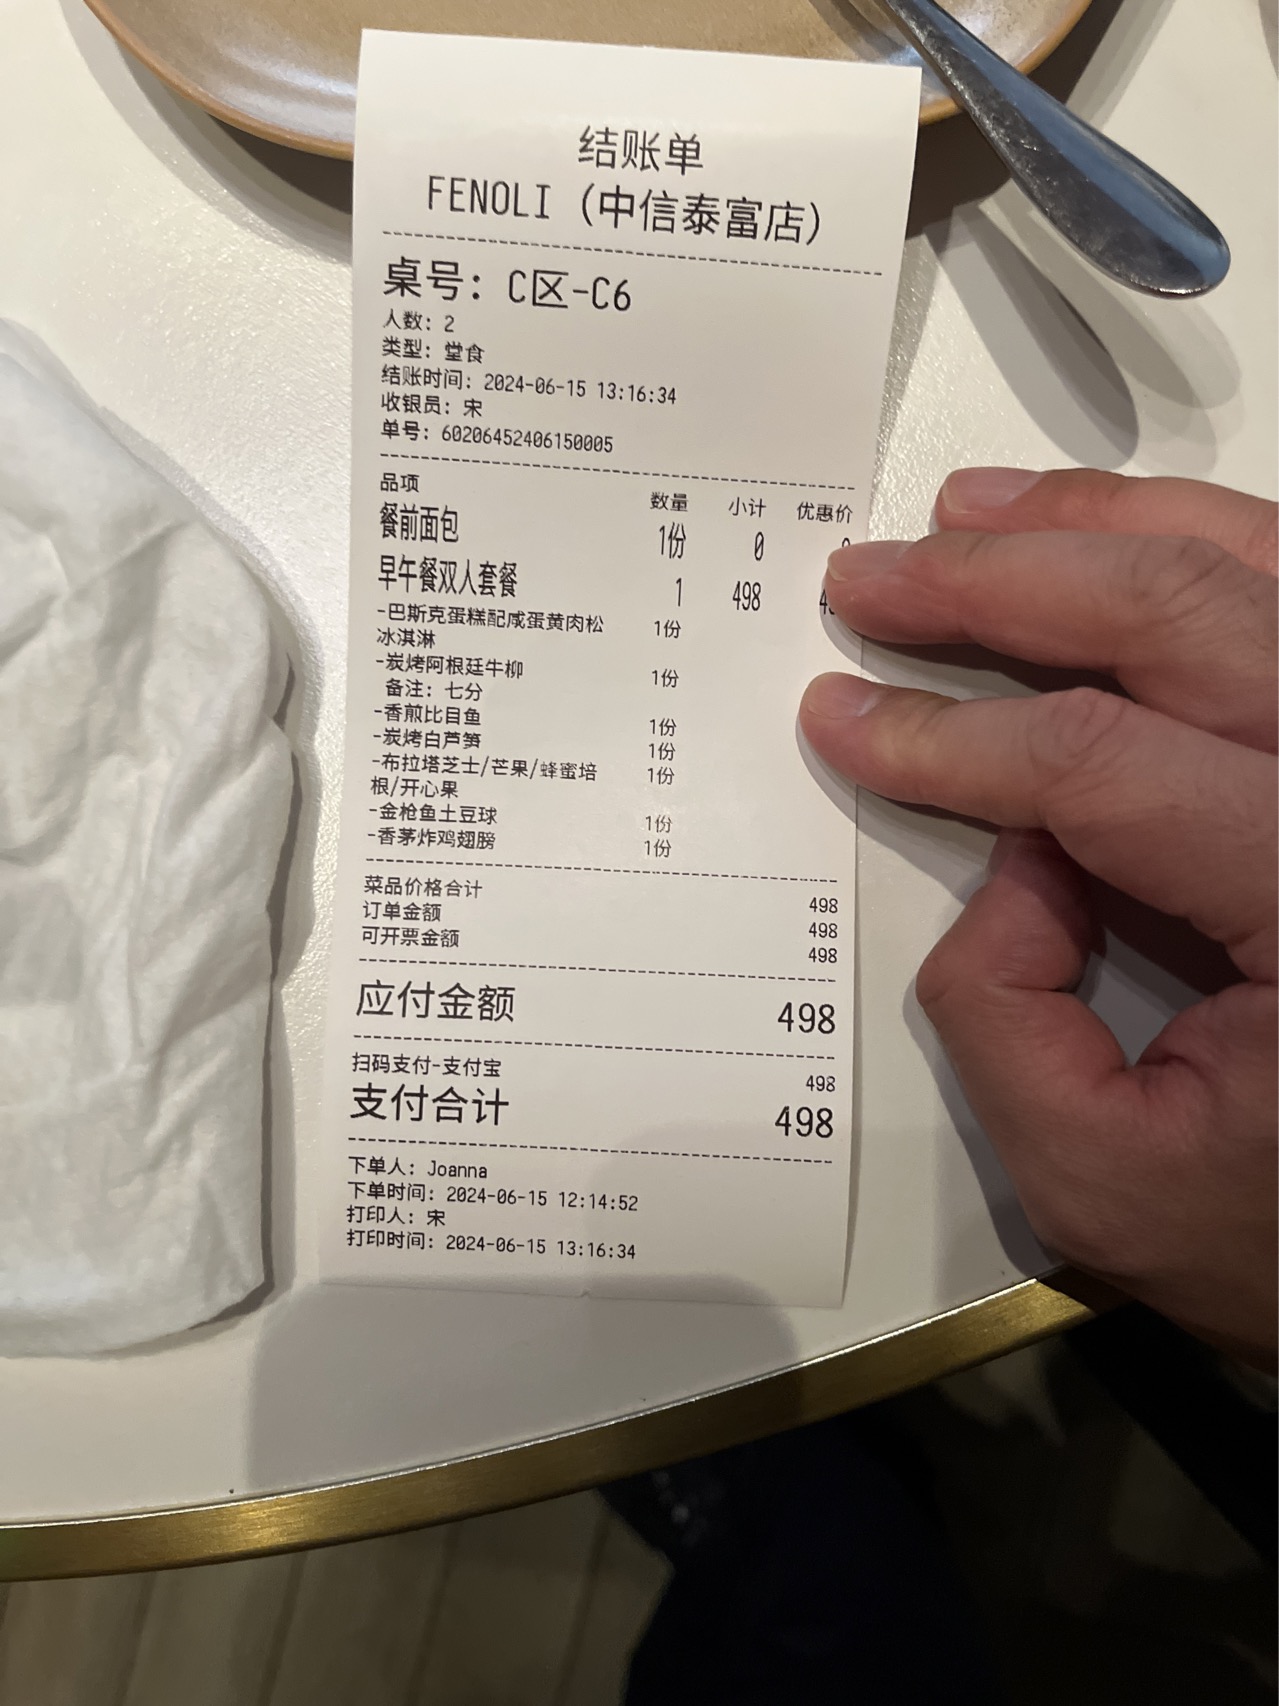 结账单
FENOLI (中信泰富店)
桌号: C区-C6
人数: 2
类型: 堂食
结账时间: 2024-06-15 13:16:34
收银员: 宋
单号: 60206452406150005
品项 数量 小计 优惠价
餐前面包 1份 0
早午餐双人套餐 1 498
-巴斯克蛋糕配咸蛋黄肉松 1份
冰淇淋
-炭烤阿根廷牛柳 1份
备注: 七分
-香煎比目鱼 1份
-炭烤白芦笋 1份
-布拉塔芝士/芒果/蜂蜜培 1份
根/开心果
-金枪鱼土豆球 1份
-香茅炸鸡翅膀 1份
菜品价格合计 498
订单金额 498
可开票金额 498
应付金额 498
扫码支付-支付宝 498
支付合计 498
下单人: Joanna
下单时间: 2024-06-15 12:14:52
打印人: 宋
打印时间: 2024-06-15 13:16:34